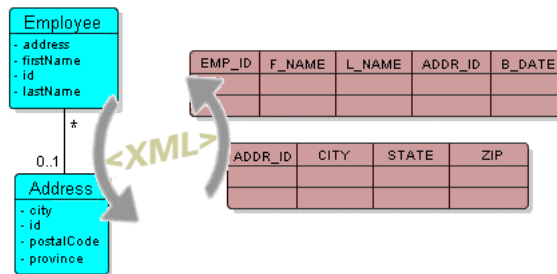 Employee
- address
- firstName
- id
- lastName
*
0..1
Address
- city
- id
- postalCode
- province
<XML>
EMP_ID F_NAME L_NAME ADDR_ID B_DATE
ADDR_ID CITY STATE ZIP